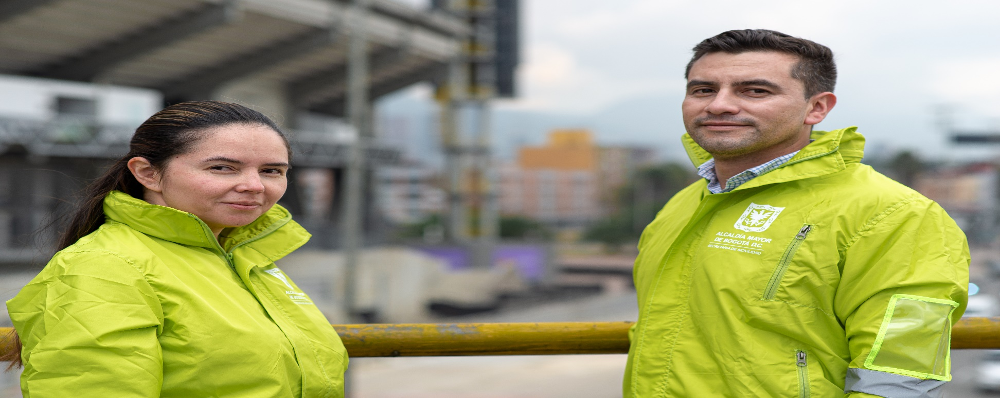 ALCALDÍA MAYOR
DE BOGOTÁ D.C.
SECRETARÍA DE MOVILIDAD